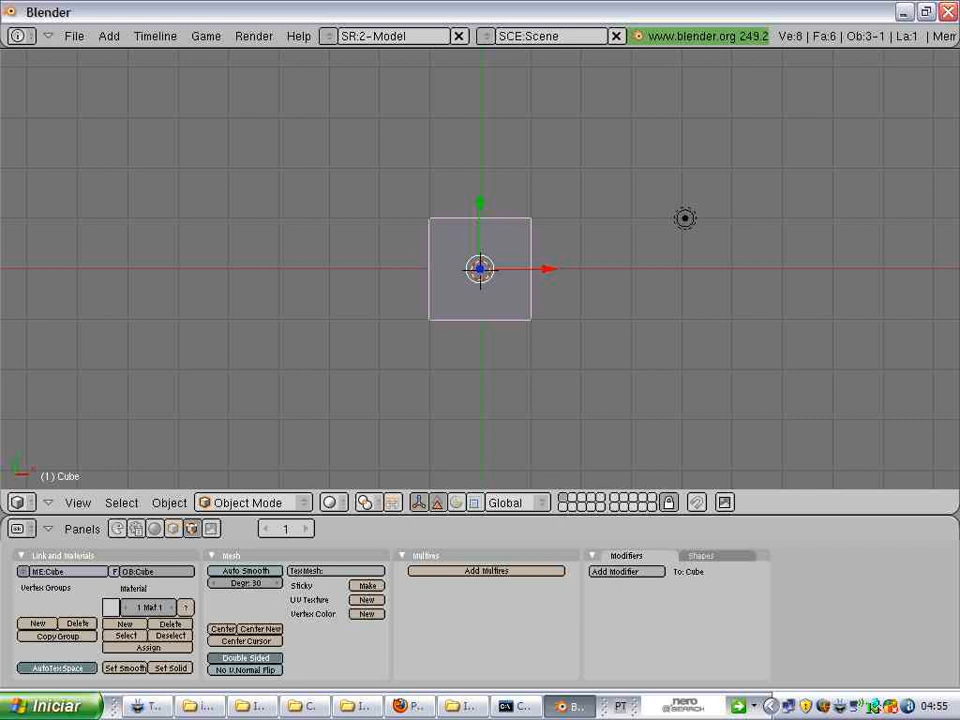 Blender
File Add Timeline Game Render Help SR:2-Model SCE:Scene www.blender.org 249.2 Ve:8 | Fa:6 | Ob:3-1 | La:1 | Mem
(1) Cube
View Select Object Object Mode Global
Panels 1
Link and Materials Mesh Multires Modifiers Shapes
ME:Cube F OB:Cube Auto Smooth TexMesh: Add Multires Add Modifier To: Cube
Degr: 30
Vertex Groups Material Sticky Make
UV Texture New
1 Mat 1 ?
Vertex Color New
New Delete New Delete
Center Center New
Copy Group Select Deselect
Center Cursor
Assign
Double Sided
AutoTexSpace Set Smooth Set Solid
No V.Normal Flip
Iniciar T... i... I... C... I... P... I... C... B... PT nero SEARCH 04:55